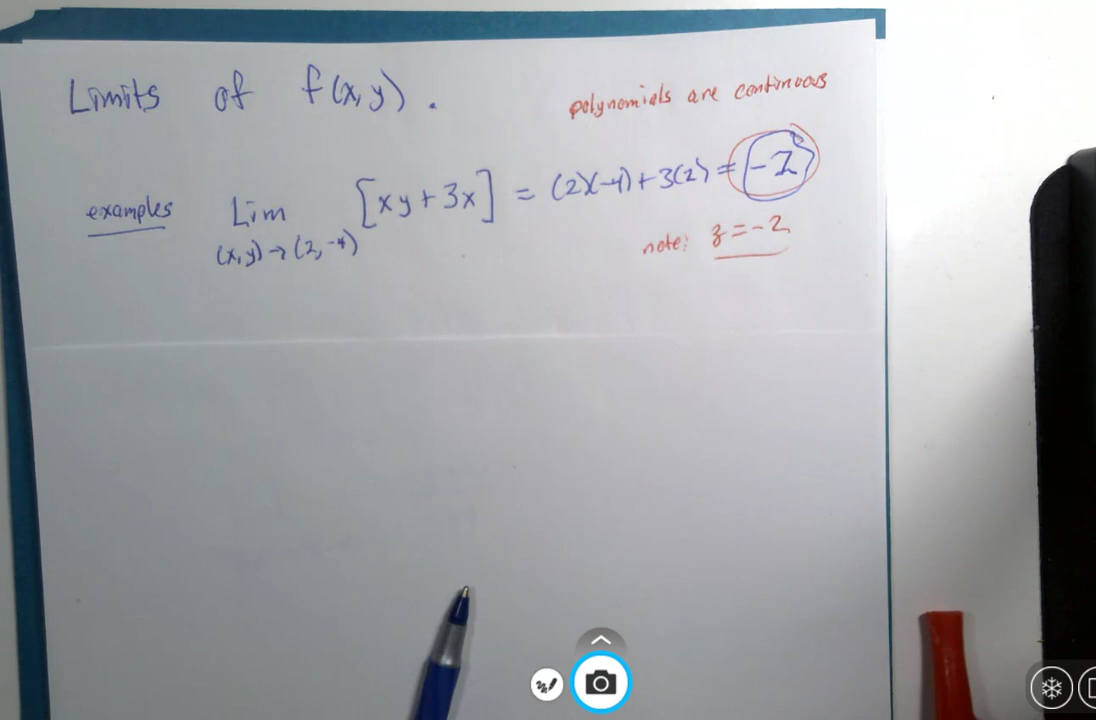 Limits of f(x,y).
polynomials are continuous
examples Lim [xy + 3x] = (2)(-4) + 3(2) = -2
(x,y) → (2,-4)
note: z = -2